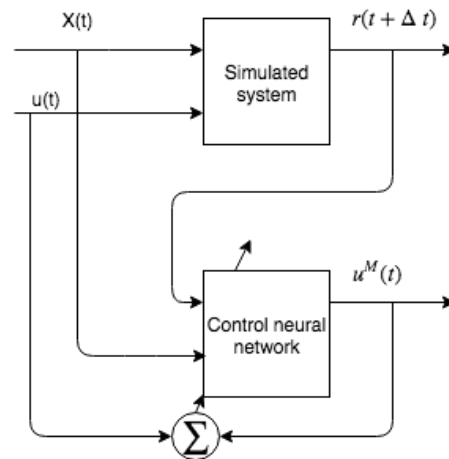 X(t)
r(t + Δ t)
Simulated
system
u(t)
u^M(t)
Control neural
network
Σ